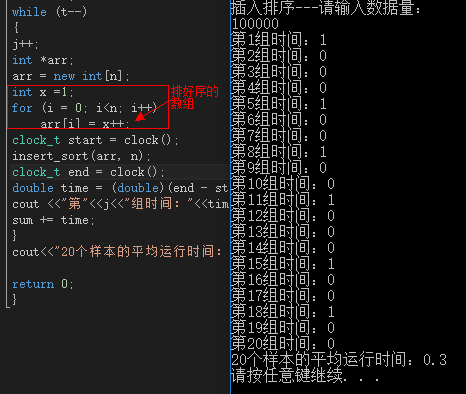 while (t--)
{
j++;
int *arr;
arr = new int[n];
int x =1;
for (i = 0; i<n; i++)
arr[i] = x++;
排好序的
数组
clock_t start = clock();
insert_sort(arr, n);
clock_t end = clock();
double time = (double)(end - st
cout <<"第"<<j<<"组时间: "<<tim
sum += time;
}
cout<<"20个样本的平均运行时间:
return 0;
}
插入排序---请输入数据量:
100000
第1组时间: 1
第2组时间: 0
第3组时间: 0
第4组时间: 0
第5组时间: 1
第6组时间: 0
第7组时间: 0
第8组时间: 1
第9组时间: 0
第10组时间: 0
第11组时间: 1
第12组时间: 0
第13组时间: 0
第14组时间: 0
第15组时间: 1
第16组时间: 0
第17组时间: 0
第18组时间: 1
第19组时间: 0
第20组时间: 0
20个样本的平均运行时间: 0.3
请按任意键继续. . .